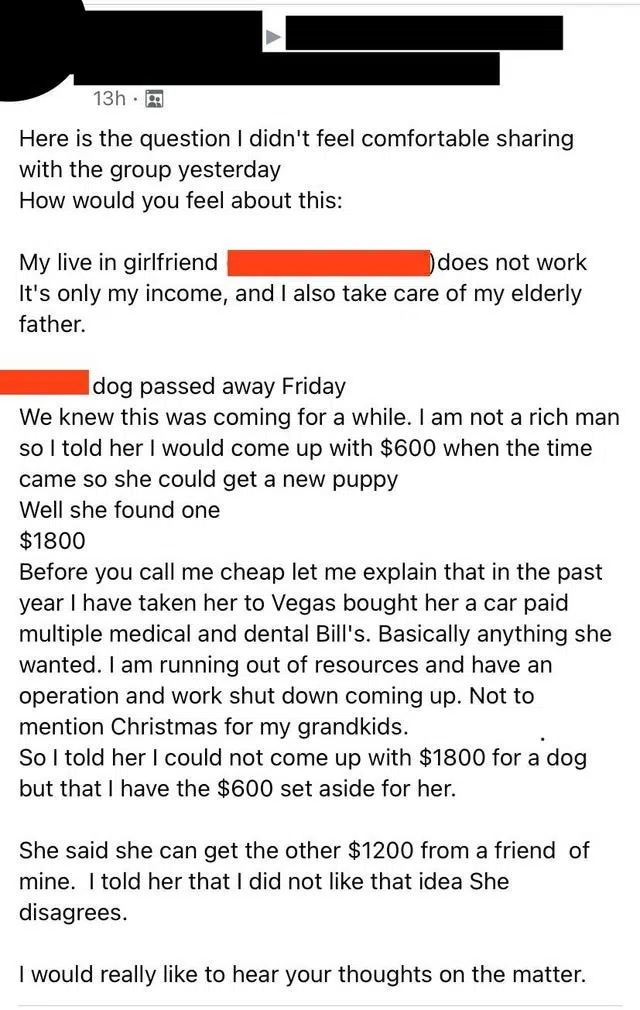 13h ·
Here is the question I didn't feel comfortable sharing
with the group yesterday
How would you feel about this:
My live in girlfriend )does not work
It's only my income, and I also take care of my elderly
father.
dog passed away Friday
We knew this was coming for a while. I am not a rich man
so I told her I would come up with $600 when the time
came so she could get a new puppy
Well she found one
$1800
Before you call me cheap let me explain that in the past
year I have taken her to Vegas bought her a car paid
multiple medical and dental Bill's. Basically anything she
wanted. I am running out of resources and have an
operation and work shut down coming up. Not to
mention Christmas for my grandkids.
So I told her I could not come up with $1800 for a dog
but that I have the $600 set aside for her.
She said she can get the other $1200 from a friend of
mine. I told her that I did not like that idea She
disagrees.
I would really like to hear your thoughts on the matter.